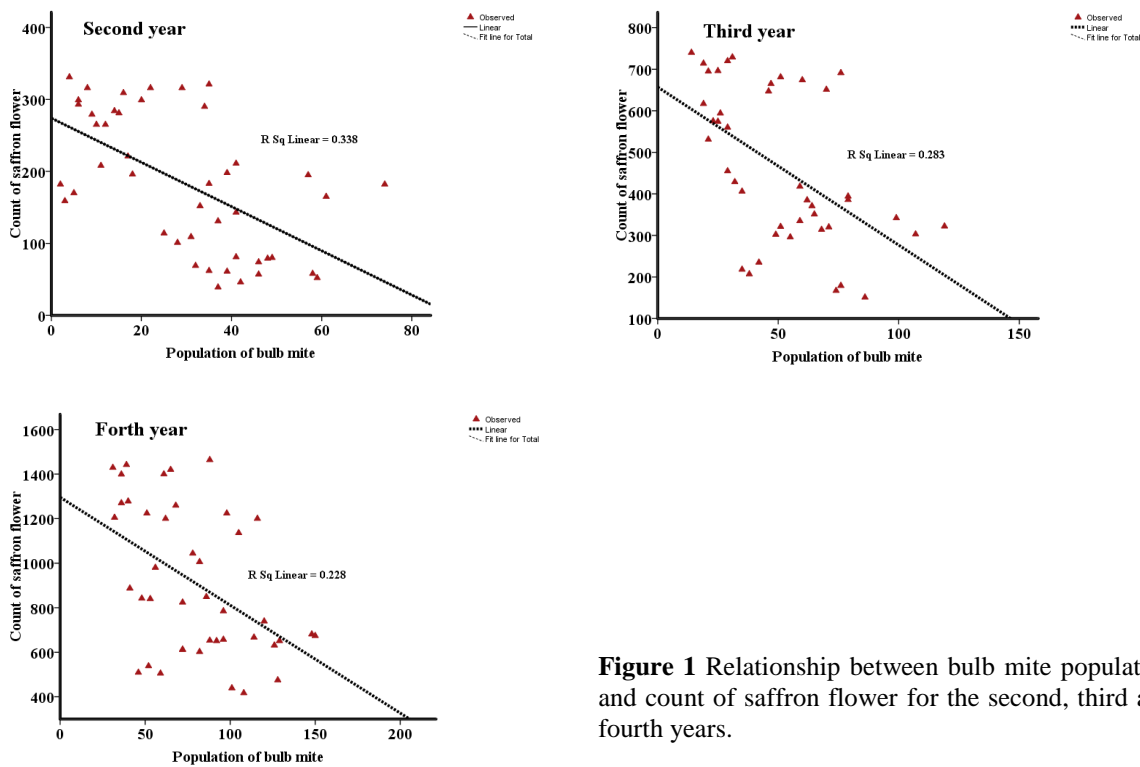 Second year
Observed
Linear
Fit line for Total
400
300
200
100
0
Count of saffron flower
R Sq Linear = 0.338
0 20 40 60 80
Population of bulb mite
Third year
Observed
Linear
Fit line for Total
800
700
600
500
400
300
200
100
Count of saffron flower
R Sq Linear = 0.283
0 50 100 150
Population of bulb mite
Forth year
Observed
Linear
Fit line for Total
1600
1400
1200
1000
800
600
400
Count of saffron flower
R Sq Linear = 0.228
0 50 100 150 200
Population of bulb mite
Figure 1 Relationship between bulb mite populat
and count of saffron flower for the second, third a
fourth years.